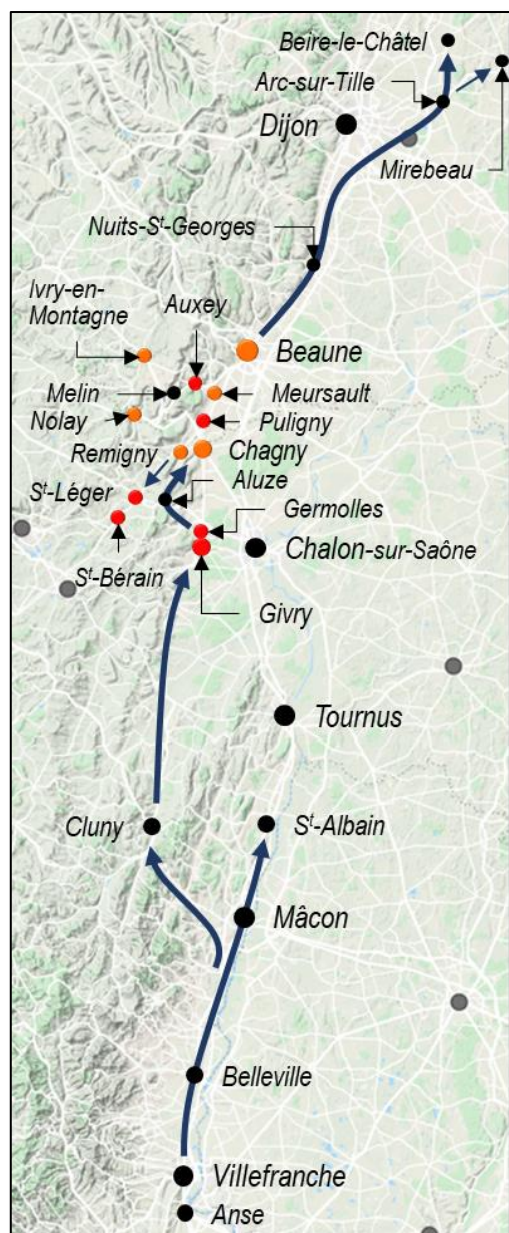 Beire-le-Châtel
Arc-sur-Tille
Dijon
Mirebeau
Nuits-St-Georges
Ivry-en-
Montagne
Auxey
Beaune
Melin
Meursault
Nolay
Puligny
Remigny
Chagny
St-Léger
Aluze
Germolles
Chalon-sur-Saône
St-Bérain
Givry
Tournus
Cluny
St-Albain
Mâcon
Belleville
Villefranche
Anse